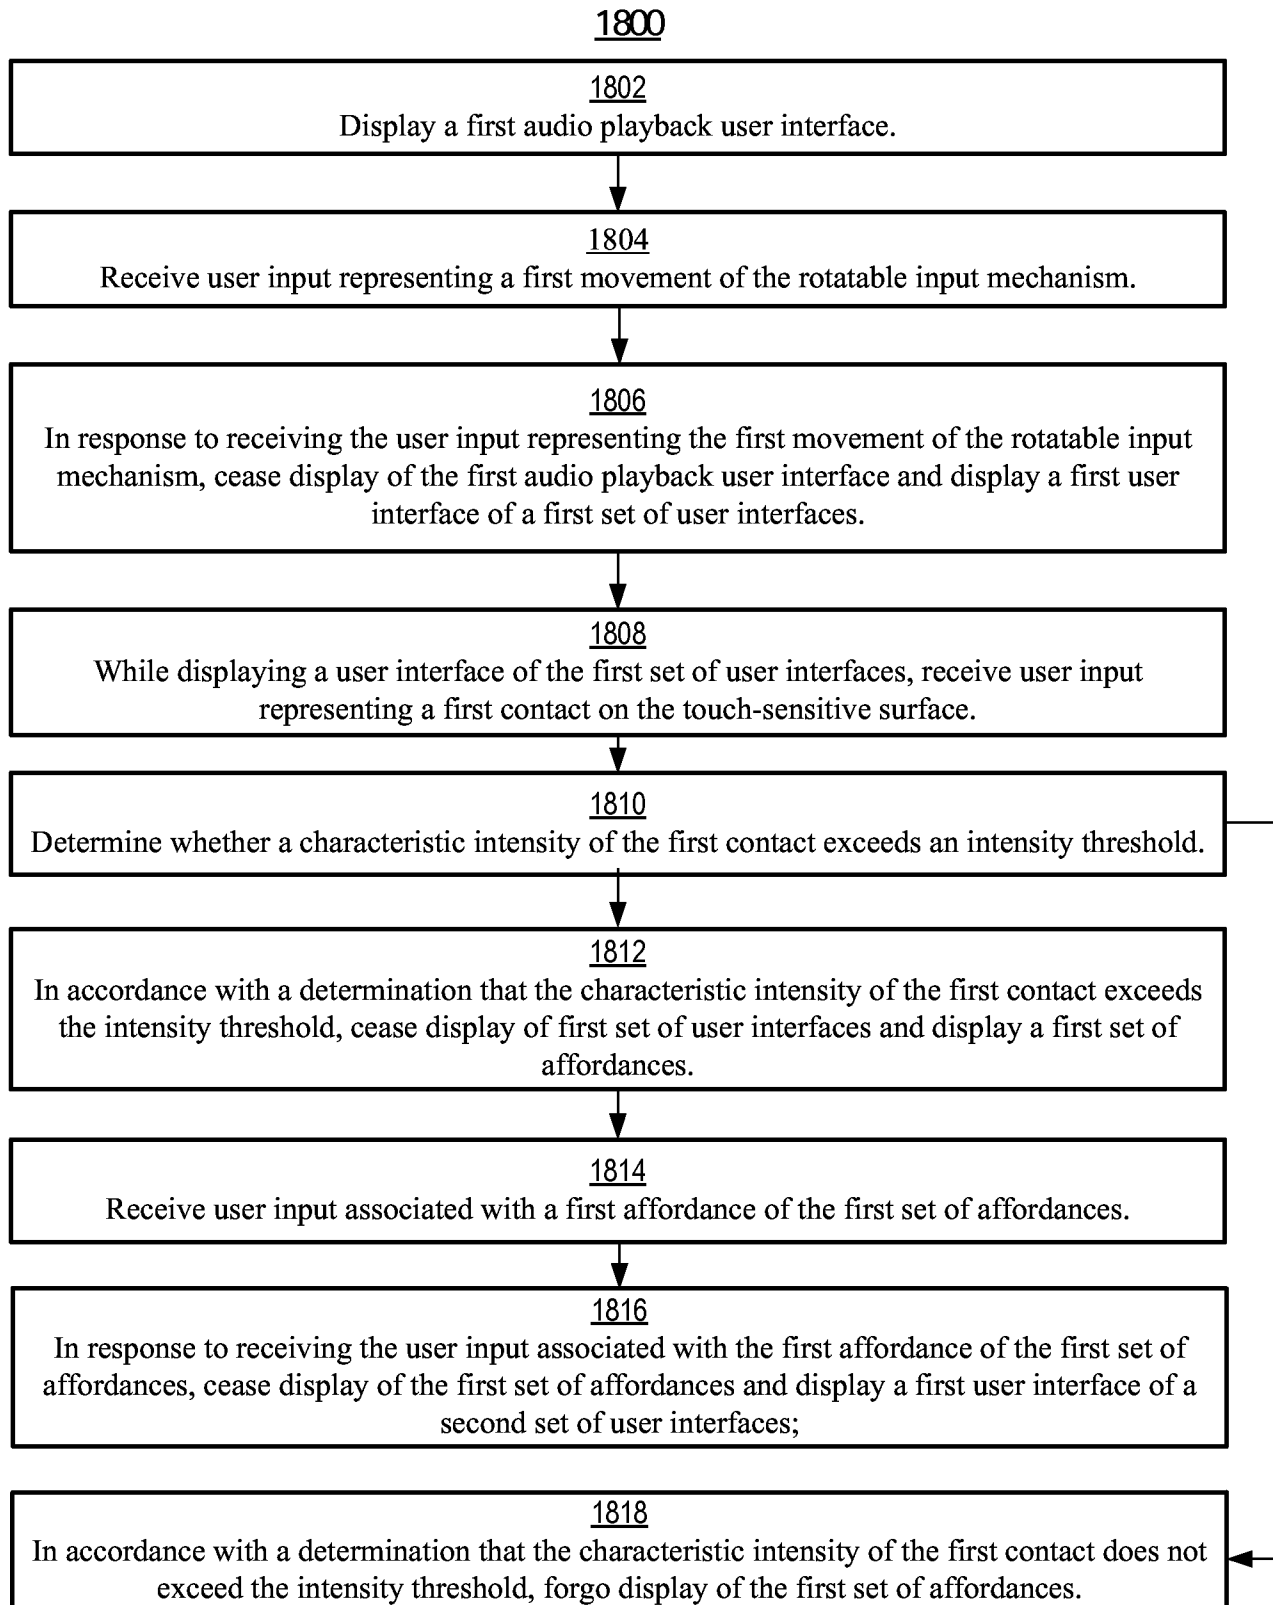 1800
1802
Display a first audio playback user interface.
1804
Receive user input representing a first movement of the rotatable input mechanism.
1806
In response to receiving the user input representing the first movement of the rotatable input
mechanism, cease display of the first audio playback user interface and display a first user
interface of a first set of user interfaces.
1808
While displaying a user interface of the first set of user interfaces, receive user input
representing a first contact on the touch-sensitive surface.
1810
Determine whether a characteristic intensity of the first contact exceeds an intensity threshold.
1812
In accordance with a determination that the characteristic intensity of the first contact exceeds
the intensity threshold, cease display of first set of user interfaces and display a first set of
affordances.
1814
Receive user input associated with a first affordance of the first set of affordances.
1816
In response to receiving the user input associated with the first affordance of the first set of
affordances, cease display of the first set of affordances and display a first user interface of a
second set of user interfaces;
1818
In accordance with a determination that the characteristic intensity of the first contact does not
exceed the intensity threshold, forgo display of the first set of affordances.